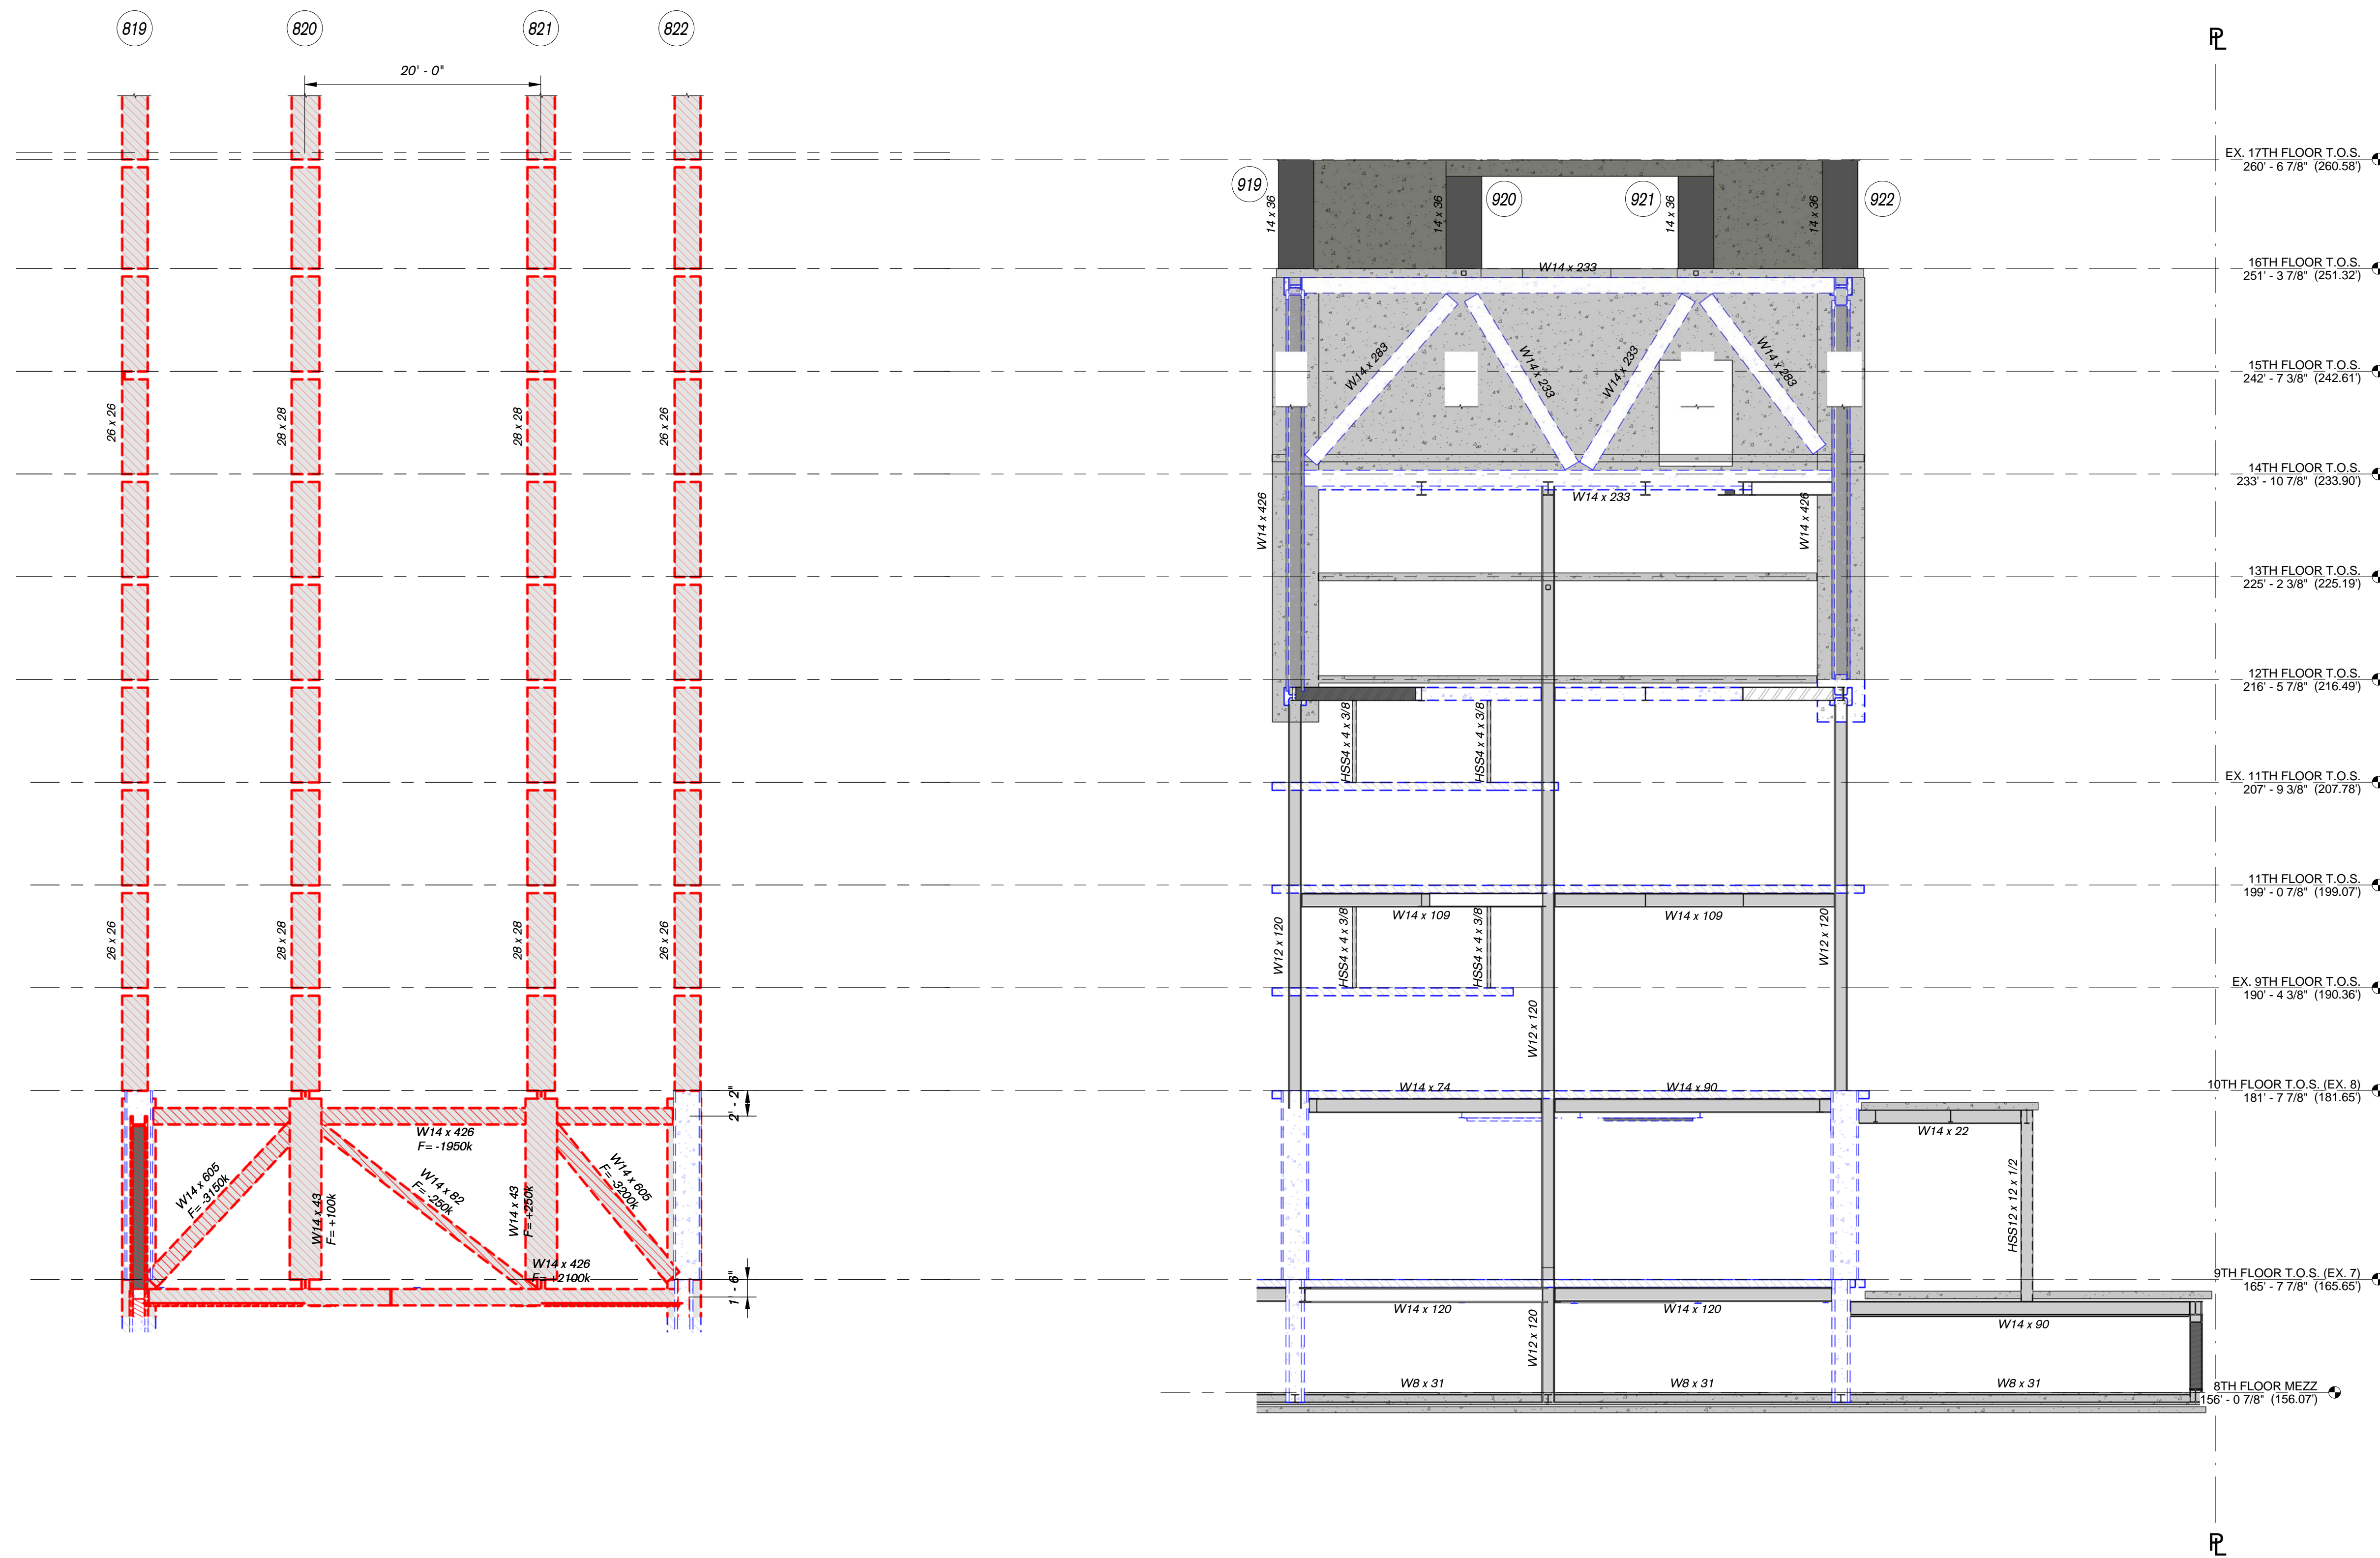 819
820
821
822
PL
20' - 0"
EX. 17TH FLOOR T.O.S.
260' - 6 7/8" (260.58')
919
920
921
922
14 x 36
14 x 36
14 x 36
14 x 36
16TH FLOOR T.O.S.
251' - 3 7/8" (251.32')
W14 x 233
W14 x 283
W14 x 233
W14 x 233
W14 x 283
15TH FLOOR T.O.S.
242' - 7 3/8" (242.61')
26 x 26
28 x 28
28 x 28
26 x 26
14TH FLOOR T.O.S.
233' - 10 7/8" (233.90')
W14 x 233
W14 x 426
W14 x 426
13TH FLOOR T.O.S.
225' - 2 3/8" (225.19')
12TH FLOOR T.O.S.
216' - 5 7/8" (216.49')
HSS4 x 4 x 3/8
HSS4 x 4 x 3/8
EX. 11TH FLOOR T.O.S.
207' - 9 3/8" (207.78')
11TH FLOOR T.O.S.
199' - 0 7/8" (199.07')
W14 x 109
W14 x 109
26 x 26
28 x 28
28 x 28
26 x 26
W12 x 120
HSS4 x 4 x 3/8
HSS4 x 4 x 3/8
W12 x 120
EX. 9TH FLOOR T.O.S.
190' - 4 3/8" (190.36')
W12 x 120
10TH FLOOR T.O.S. (EX. 8)
181' - 7 7/8" (181.65')
W14 x 74
W14 x 90
2' - 2"
W14 x 426
F= -1950k
W14 x 22
W14 x 605
F= -3150k
W14 x 82
F= -250k
W14 x 605
F= -3200k
W14 x 43
F= +100k
W14 x 43
F= +250k
HSS12 x 12 x 1/2
W14 x 426
F= +2100k
1' - 6"
9TH FLOOR T.O.S. (EX. 7)
165' - 7 7/8" (165.65')
W14 x 120
W14 x 120
W14 x 90
W12 x 120
W8 x 31
W8 x 31
W8 x 31
8TH FLOOR MEZZ
156' - 0 7/8" (156.07')
PL